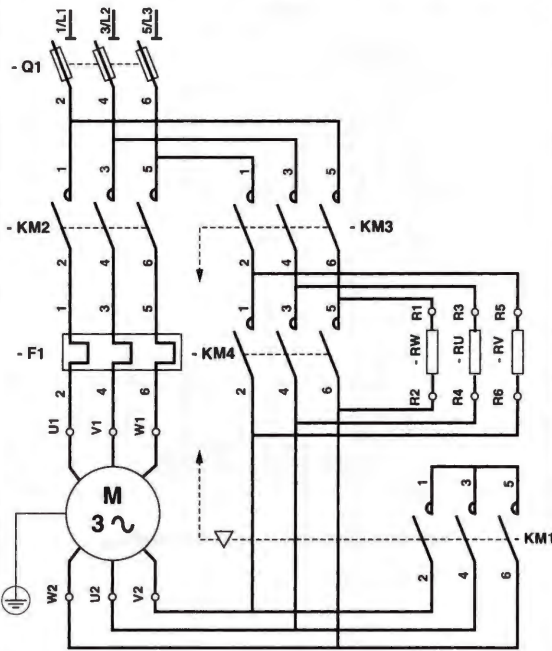 1/L1 3/L2 5/L3
- Q1
2 4 6
1 3 5 1 3 5
- KM2 - KM3
2 4 6 2 4 6
1 3 5 1 3 5 R1 R3 R5
- F1 - KM4 - RW - RU - RV
2 4 6 2 4 6 R2 R4 R6
U1 V1 W1
M
3 ∿
1 3 5
- KM1
W2 U2 V2 2 4 6